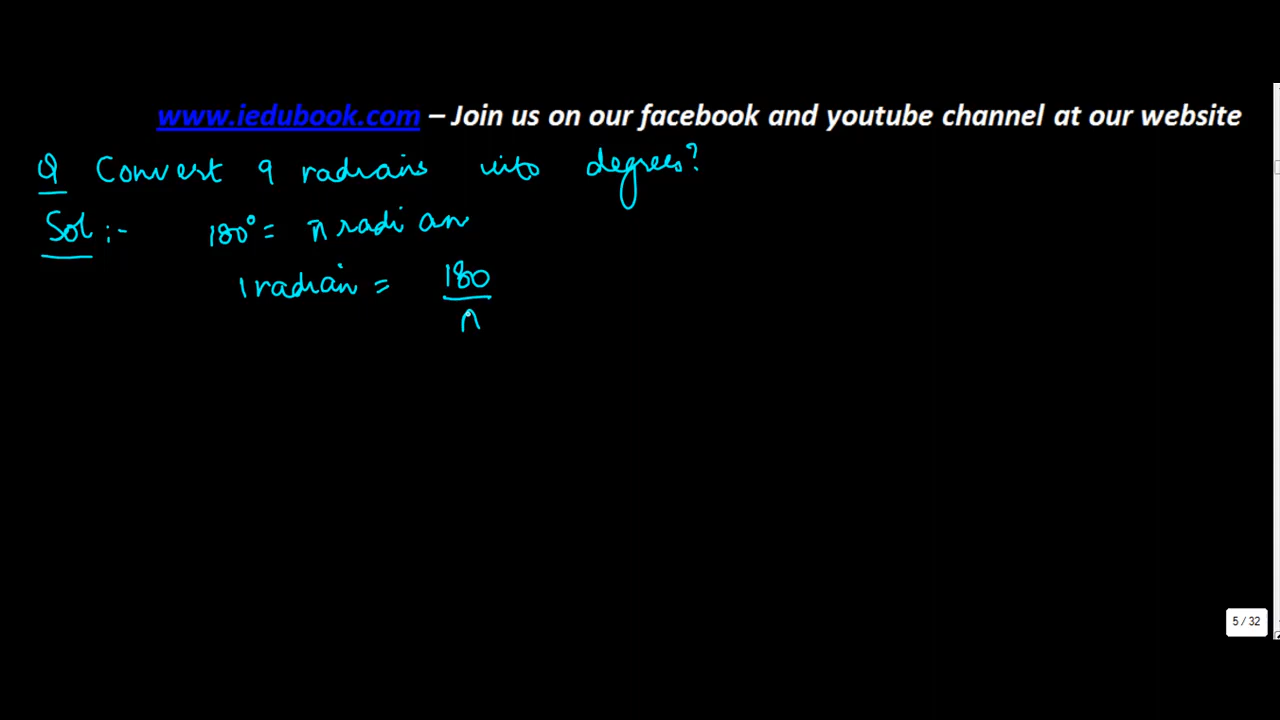 www.iedubook.com – Join us on our facebook and youtube channel at our website
Q Convert 9 radians into degrees?
Sol :- 180° = π radian
1 radian = 180/π
5 / 32